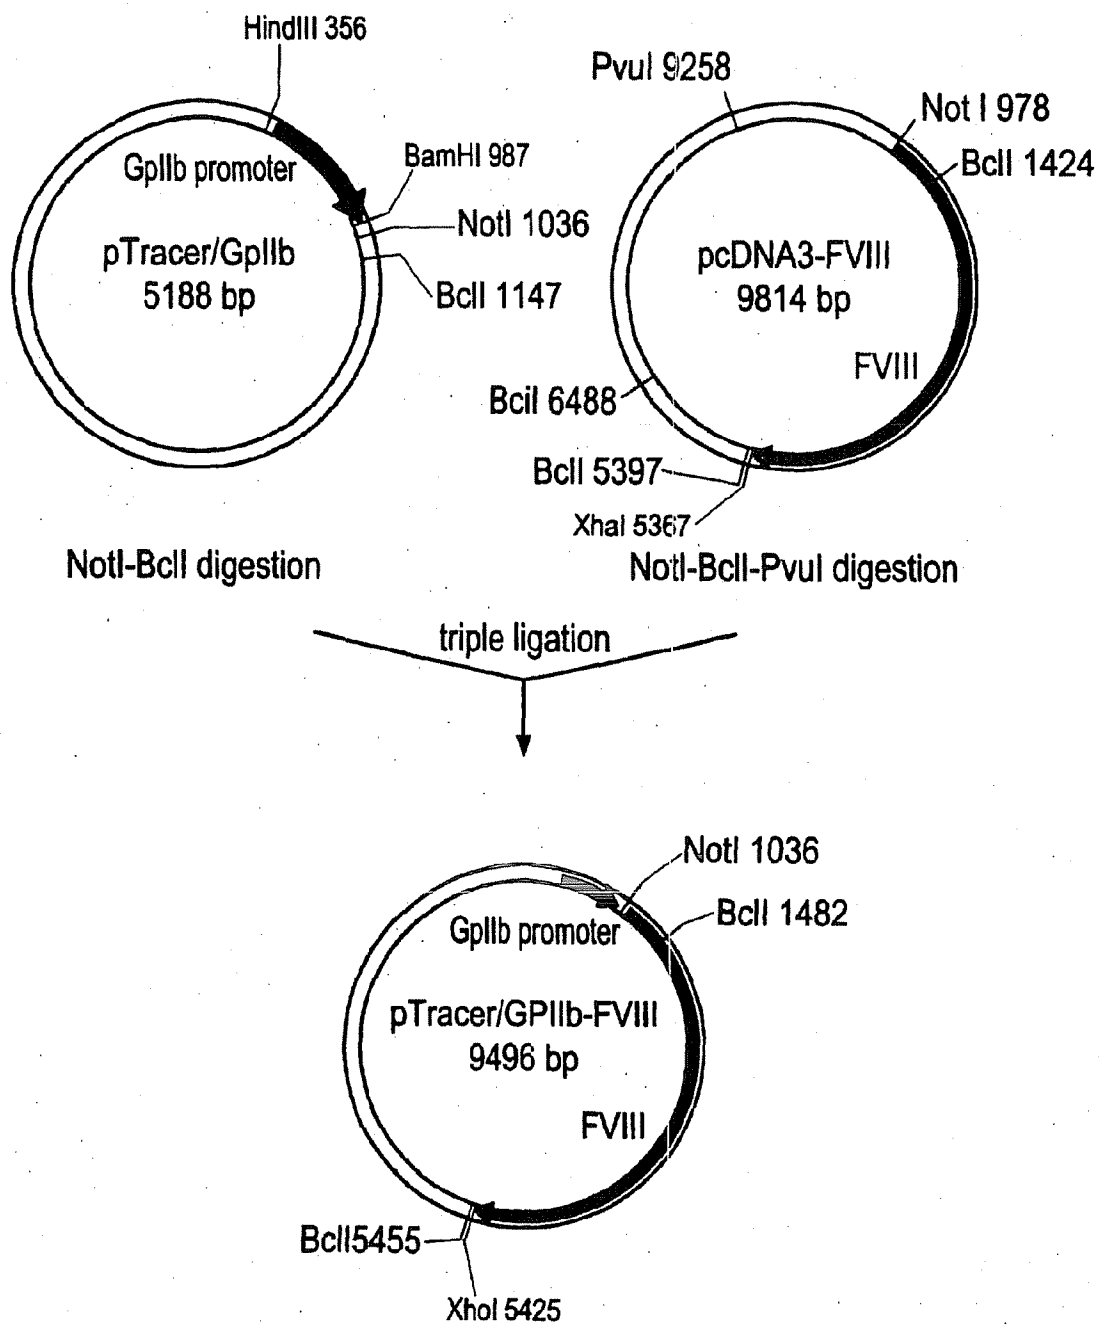 HindIII 356
GpIIb promoter
BamHI 987
NotI 1036
pTracer/GpIIb
5188 bp
BclI 1147
NotI-BclI digestion
PvuI 9258
Not I 978
BclI 1424
pcDNA3-FVIII
9814 bp
FVIII
BciI 6488
BclI 5397
XhaI 5367
NotI-BclI-PvuI digestion
triple ligation
NotI 1036
BclI 1482
GpIIb promoter
pTracer/GPIIb-FVIII
9496 bp
FVIII
BclI5455
XhoI 5425